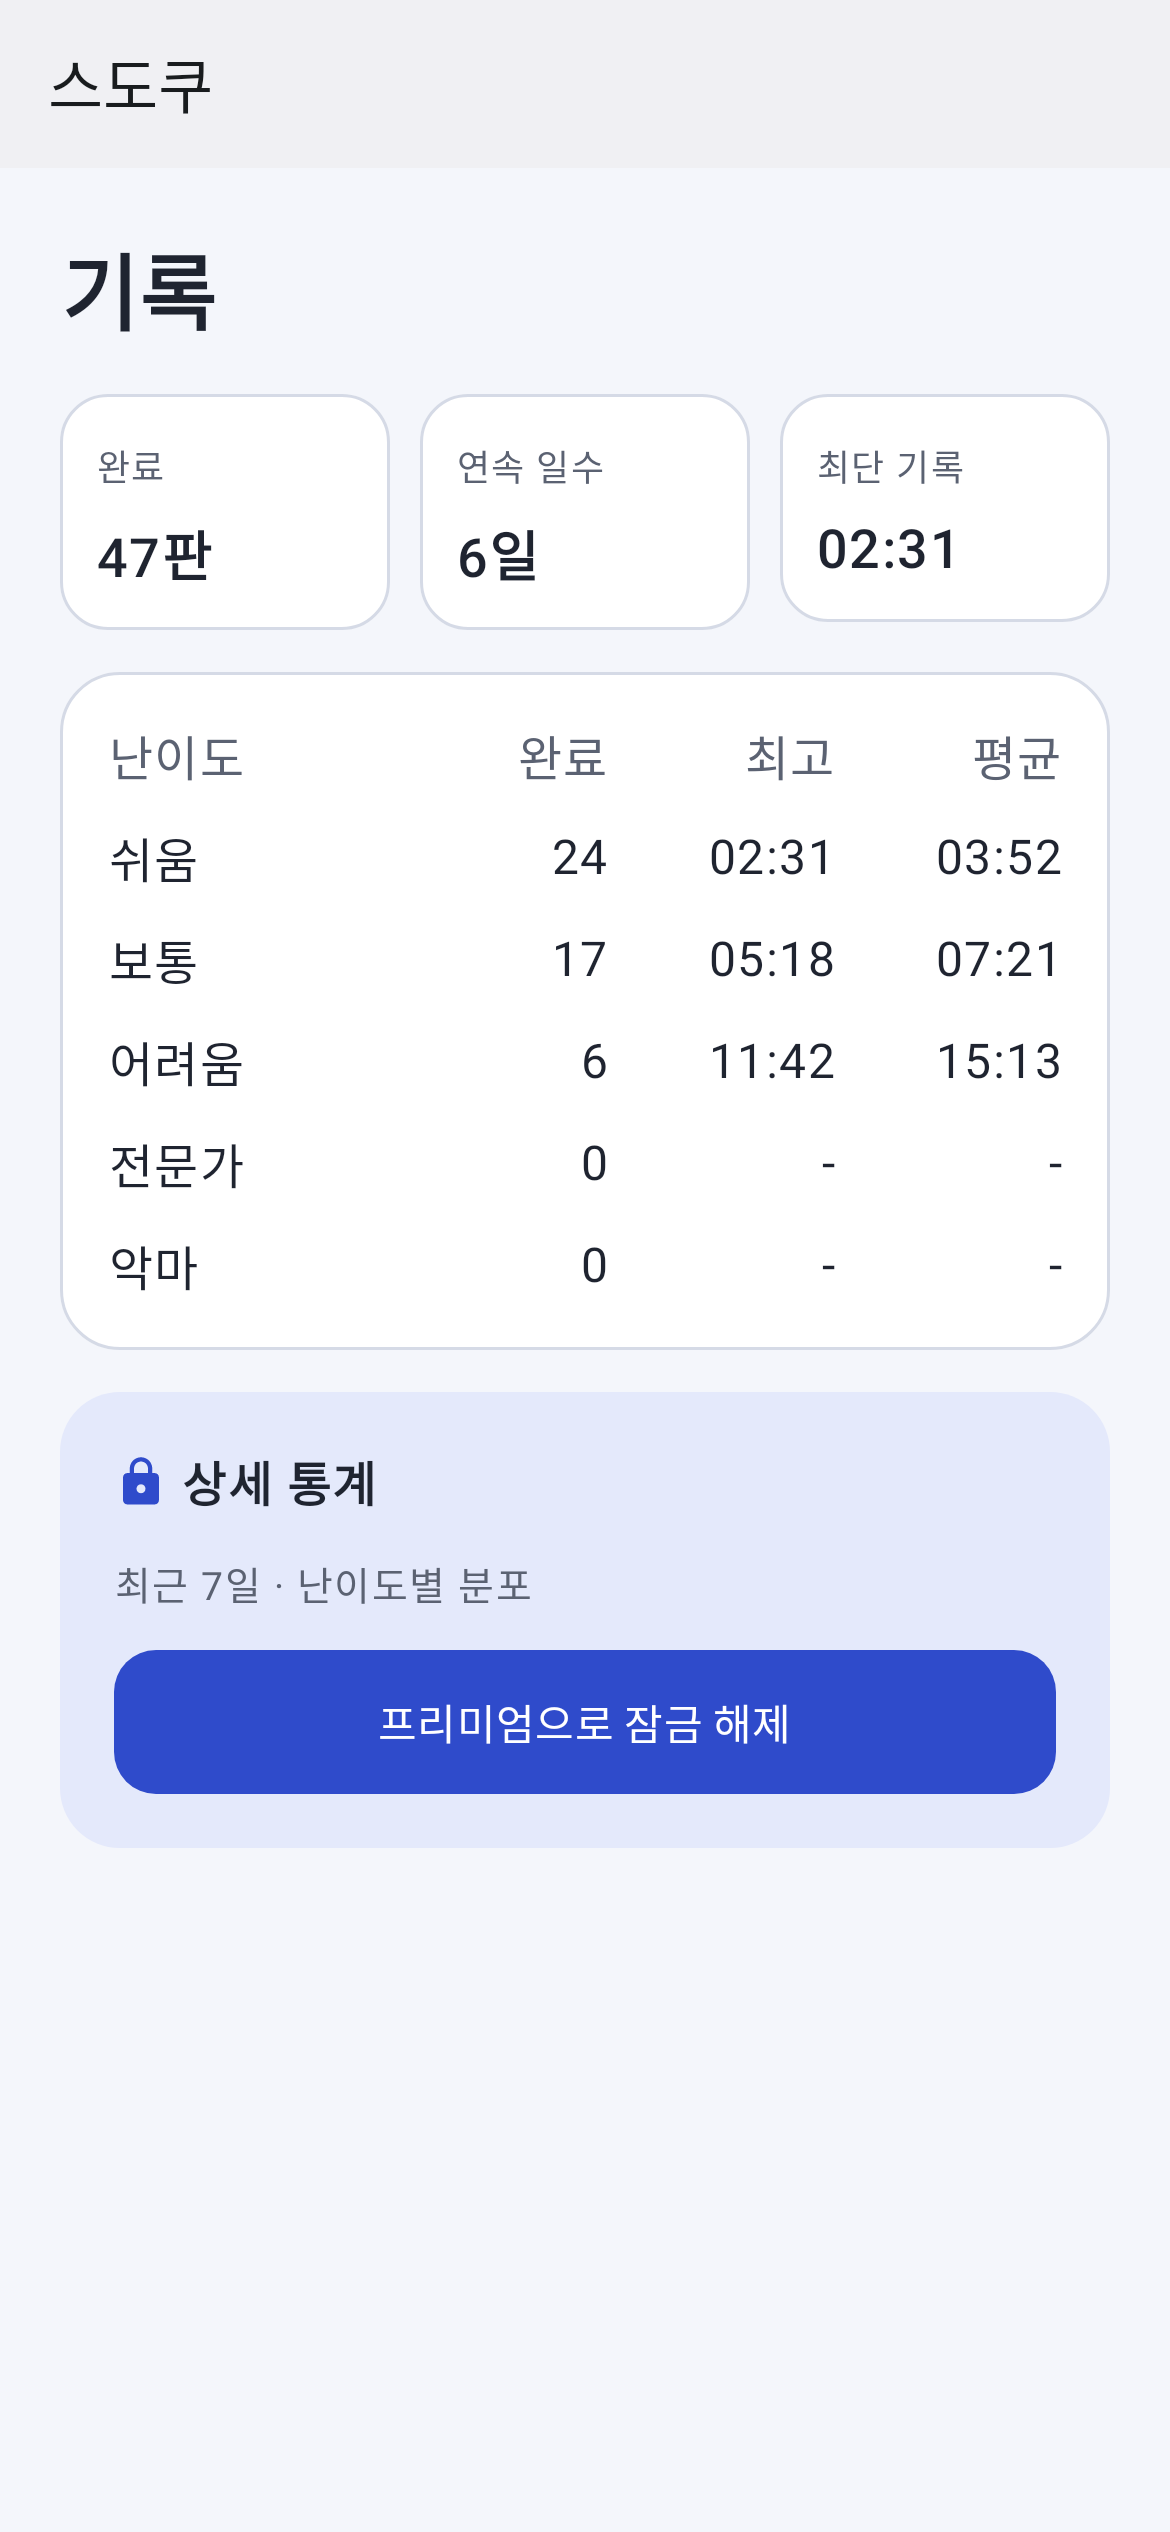 스도쿠
기록
완료 연속 일수 최단 기록
47판 6일 02:31
난이도 완료 최고 평균
쉬움 24 02:31 03:52
보통 17 05:18 07:21
어려움 6 11:42 15:13
전문가 0 - -
악마 0 - -
상세 통계
최근 7일 · 난이도별 분포
프리미엄으로 잠금 해제